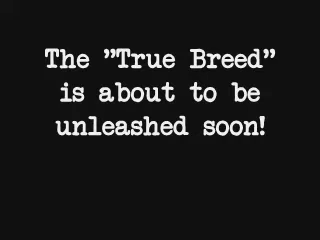 The ”True Breed”
is about to be
unleashed soon!